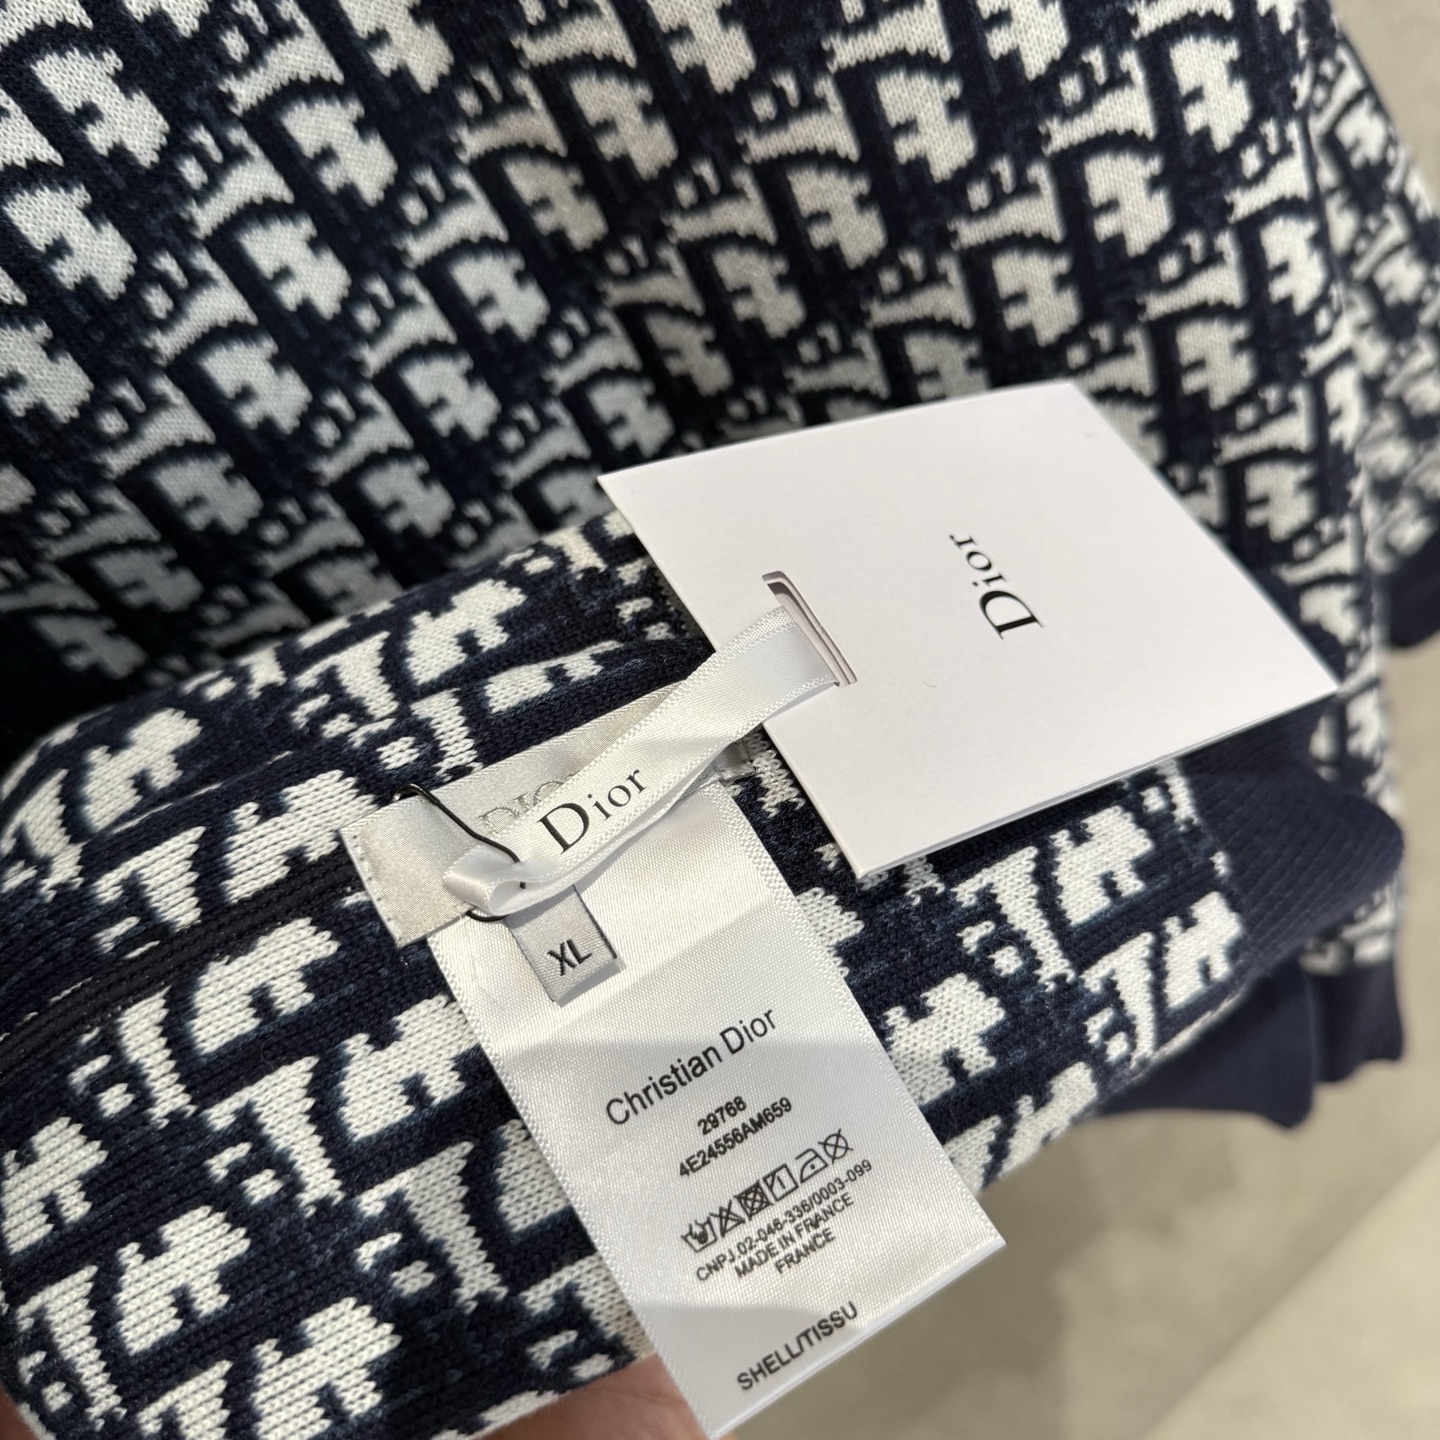 Dior
Dior
DIOR
XL
Christian Dior
29768
4E24556AM659
CNPJ.02-046-336/0003-099
MADE IN FRANCE
FRANCE
SHELL/TISSU